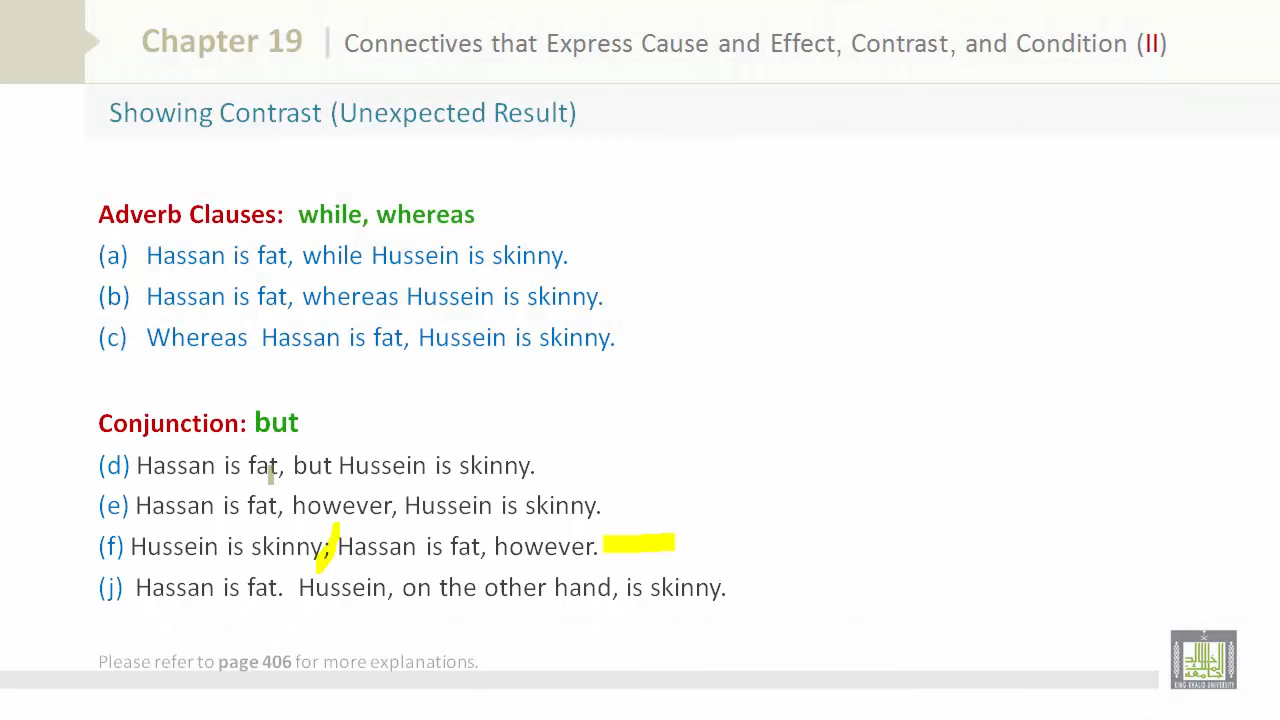 Chapter 19 | Connectives that Express Cause and Effect, Contrast, and Condition (II)
Showing Contrast (Unexpected Result)
Adverb Clauses: while, whereas
(a) Hassan is fat, while Hussein is skinny.
(b) Hassan is fat, whereas Hussein is skinny.
(c) Whereas Hassan is fat, Hussein is skinny.
Conjunction: but
(d) Hassan is fat, but Hussein is skinny.
(e) Hassan is fat, however, Hussein is skinny.
(f) Hussein is skinny; Hassan is fat, however.
(j) Hassan is fat. Hussein, on the other hand, is skinny.
Please refer to page 406 for more explanations.
KING KHALID UNIVERSITY